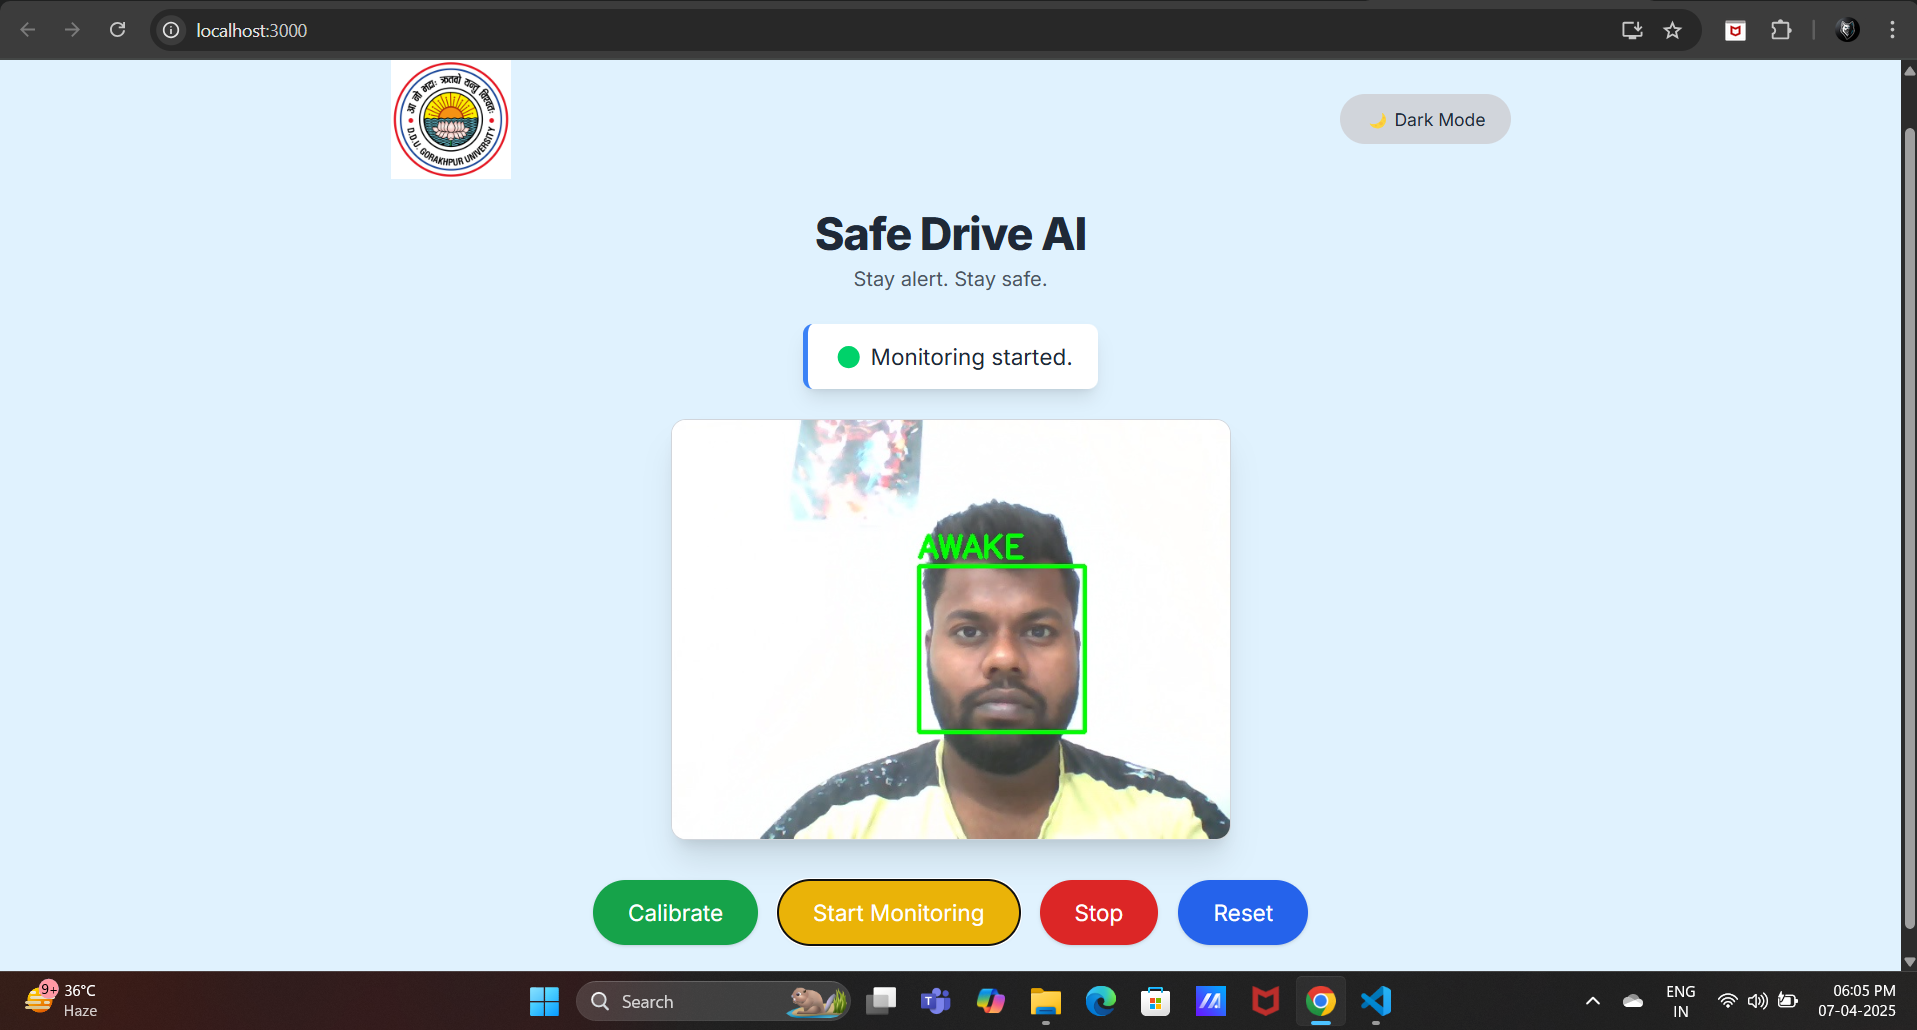 localhost:3000
आ नो भद्राः क्रतवो यन्तु विश्वतः
D.D.U. GORAKHPUR UNIVERSITY
Dark Mode
Safe Drive AI
Stay alert. Stay safe.
Monitoring started.
AWAKE
Calibrate
Start Monitoring
Stop
Reset
9+
36°C
Haze
Search
ENG
IN
06:05 PM
07-04-2025